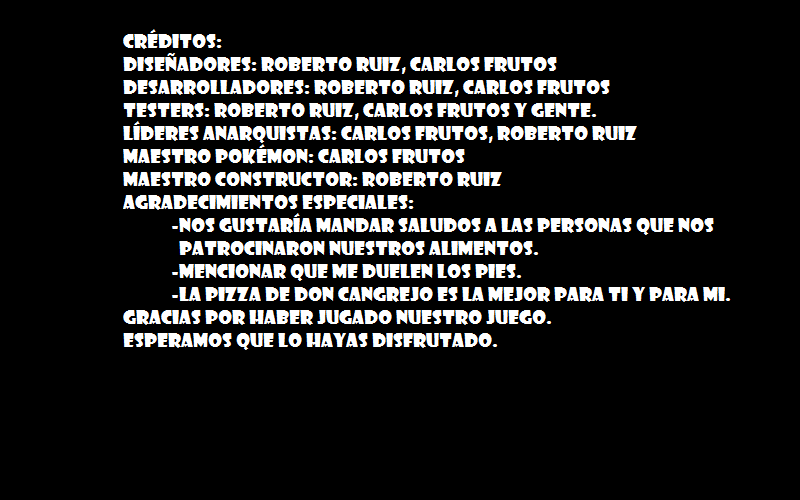 CRÉDITOS:
DISEÑADORES: ROBERTO RUIZ, CARLOS FRUTOS
DESARROLLADORES: ROBERTO RUIZ, CARLOS FRUTOS
TESTERS: ROBERTO RUIZ, CARLOS FRUTOS Y GENTE.
LÍDERES ANARQUISTAS: CARLOS FRUTOS, ROBERTO RUIZ
MAESTRO POKÉMON: CARLOS FRUTOS
MAESTRO CONSTRUCTOR: ROBERTO RUIZ
AGRADECIMIENTOS ESPECIALES:
-NOS GUSTARÍA MANDAR SALUDOS A LAS PERSONAS QUE NOS
PATROCINARON NUESTROS ALIMENTOS.
-MENCIONAR QUE ME DUELEN LOS PIES.
-LA PIZZA DE DON CANGREJO ES LA MEJOR PARA TI Y PARA MI.
GRACIAS POR HABER JUGADO NUESTRO JUEGO.
ESPERAMOS QUE LO HAYAS DISFRUTADO.